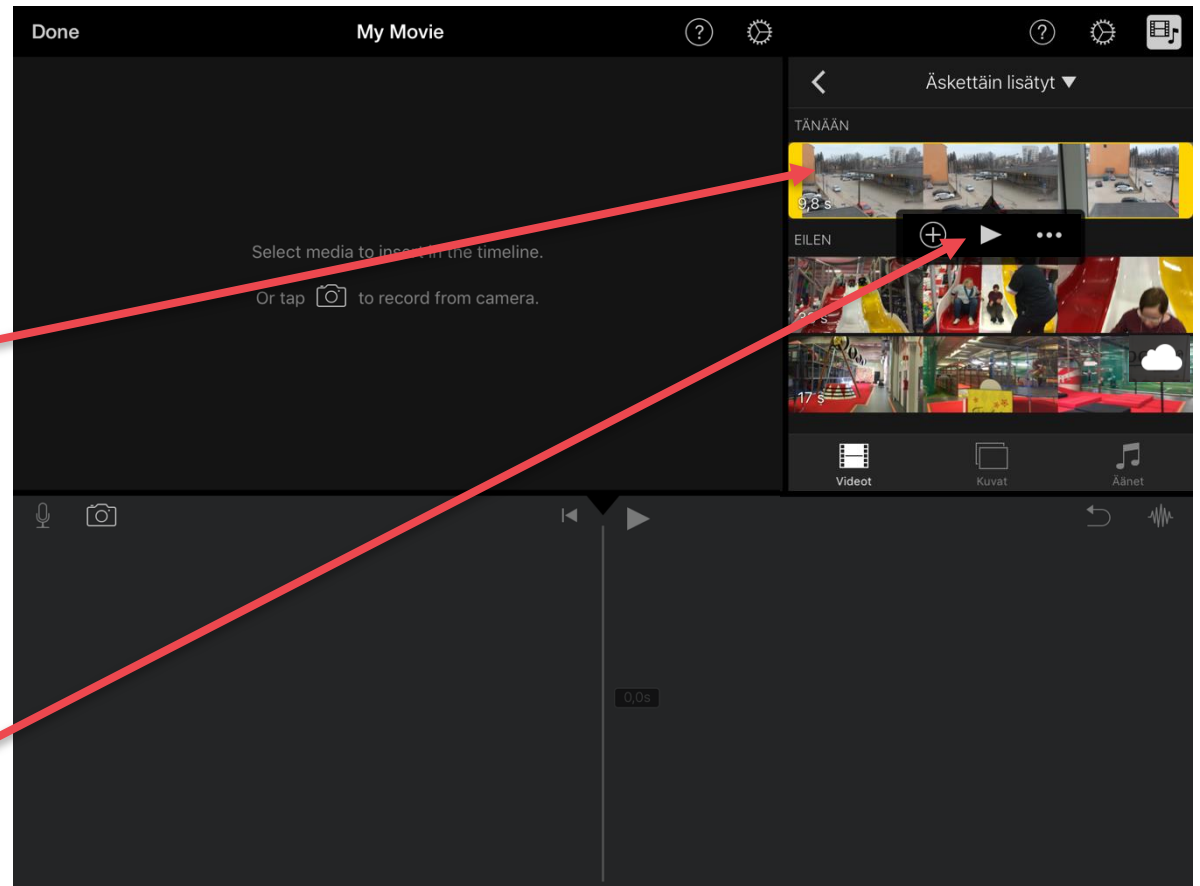 Done
My Movie
Äskettäin lisätyt ▼
TÄNÄÄN
9,8 s
EILEN
Select media to insert in the timeline.
Or tap to record from camera.
17 s
Videot
Kuvat
Äänet
0,0s